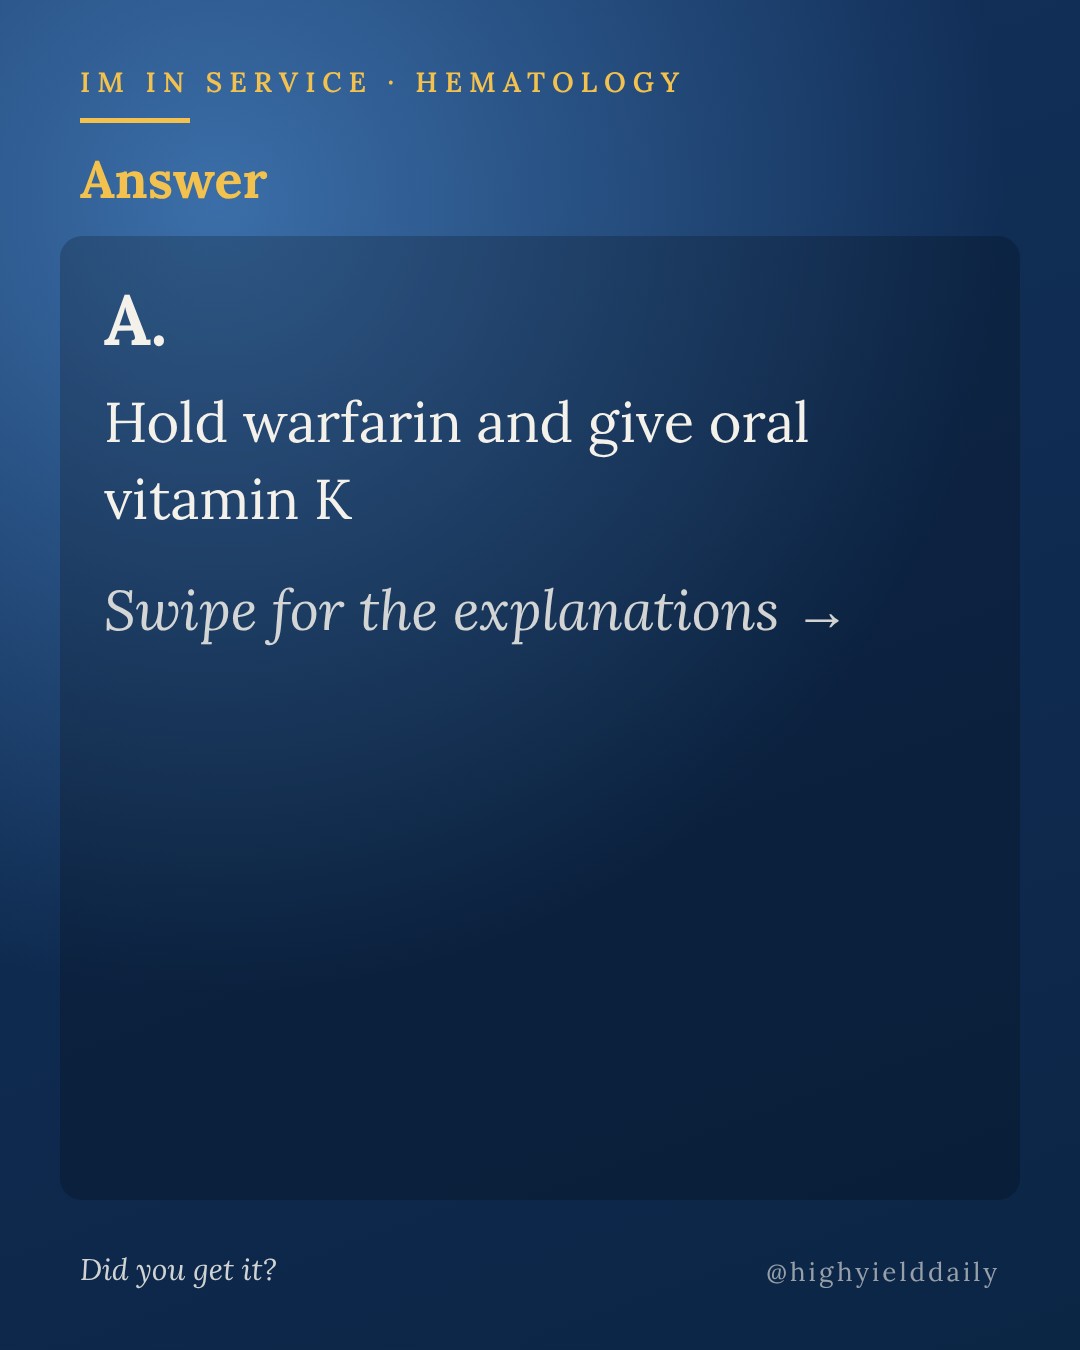 IM IN SERVICE · HEMATOLOGY
Answer
A.
Hold warfarin and give oral
vitamin K
Swipe for the explanations →
Did you get it?
@highyielddaily